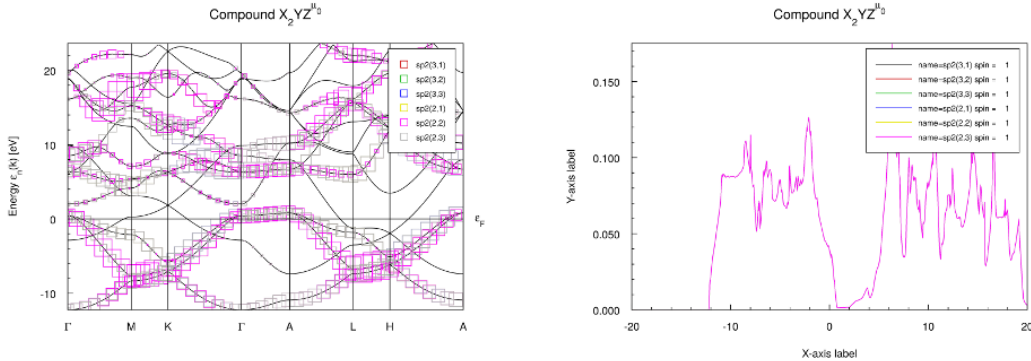 Compound X₂YZ^μ▯
Energy ε_n(k) [eV]
20
10
0
-10
Γ M K Γ A L H A
ε_F
sp2(3,1)
sp2(3,2)
sp2(3,3)
sp2(2,1)
sp2(2,2)
sp2(2,3)
Compound X₂YZ^μ▯
Y-axis label
0.150
0.100
0.050
0.000
-20 -10 0 10 20
X-axis label
name=sp2(3,1) spin = 1
name=sp2(3,2) spin = 1
name=sp2(3,3) spin = 1
name=sp2(2,1) spin = 1
name=sp2(2,2) spin = 1
name=sp2(2,3) spin = 1